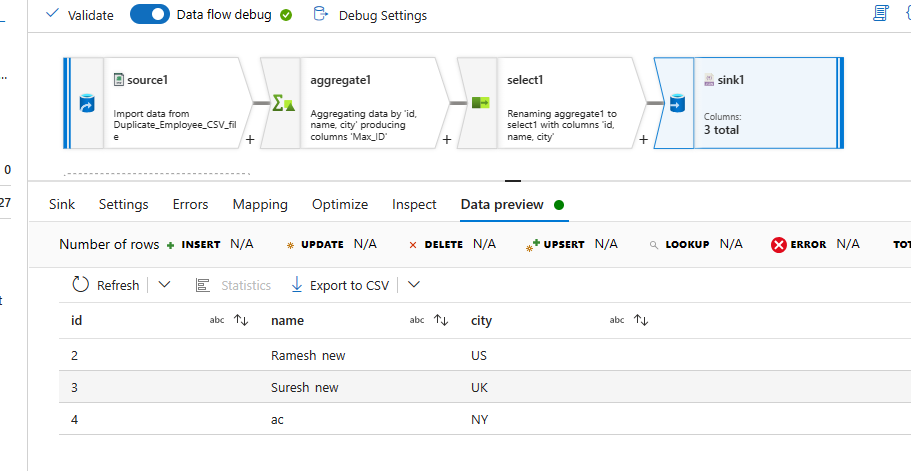 Validate Data flow debug Debug Settings
source1
Import data from
Duplicate_Employee_CSV_fil
e
+
aggregate1
Aggregating data by 'id,
name, city' producing
columns 'Max_ID'
+
select1
Renaming aggregate1 to
select1 with columns 'id,
name, city'
+
sink1
Columns:
3 total
...
0
27
t
Sink Settings Errors Mapping Optimize Inspect Data preview
Number of rows + INSERT N/A UPDATE N/A DELETE N/A UPSERT N/A LOOKUP N/A ERROR N/A TOT
Refresh Statistics Export to CSV
id abc name abc city abc
2 Ramesh new US
3 Suresh new UK
4 ac NY